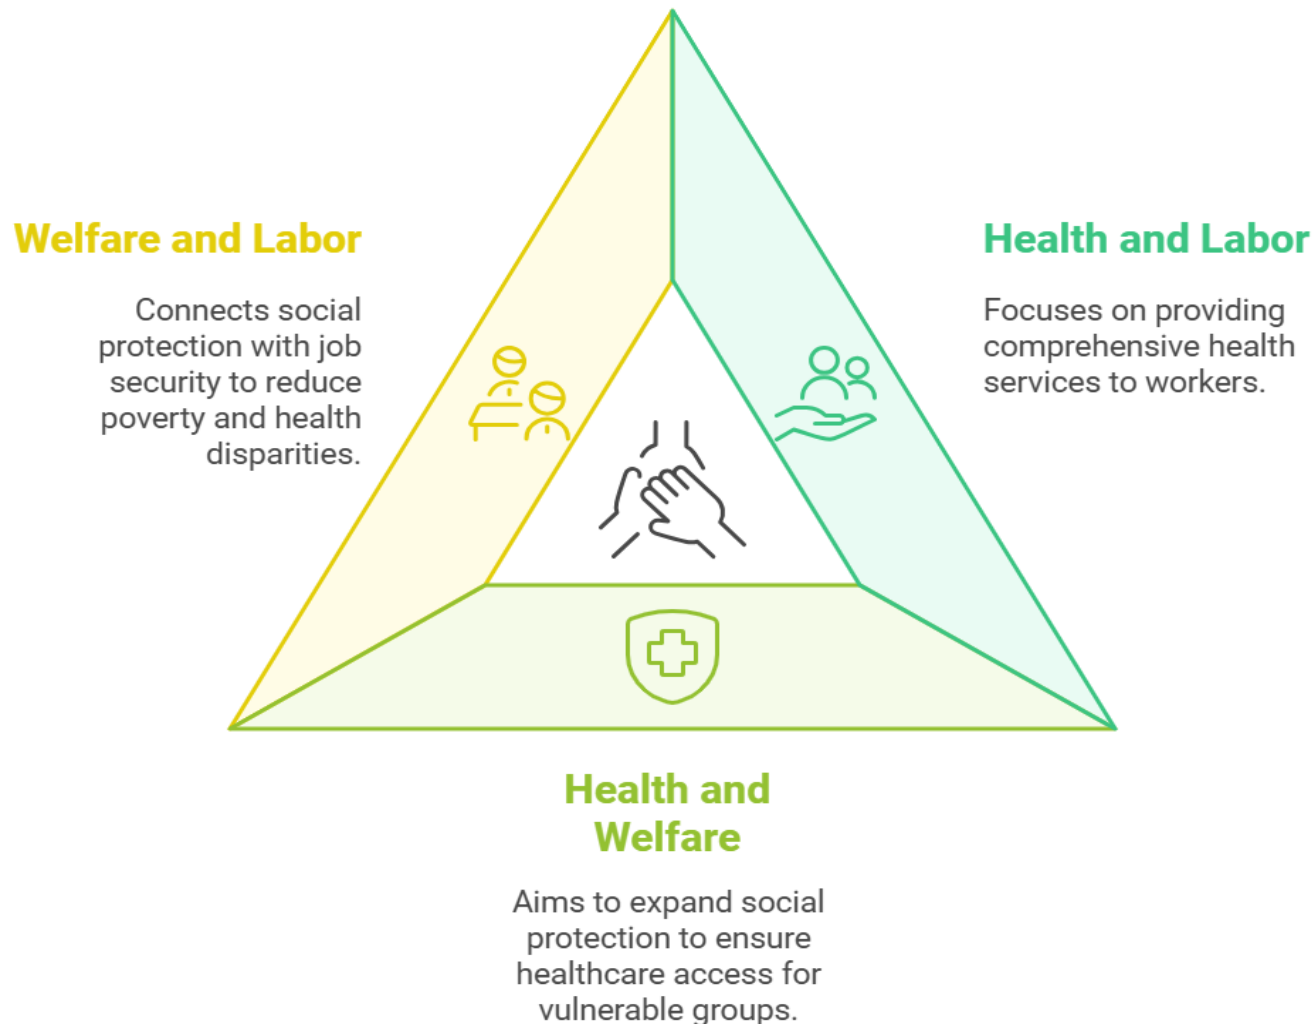 Welfare and Labor
Connects social
protection with job
security to reduce
poverty and health
disparities.
Health and Labor
Focuses on providing
comprehensive health
services to workers.
Health and
Welfare
Aims to expand social
protection to ensure
healthcare access for
vulnerable groups.